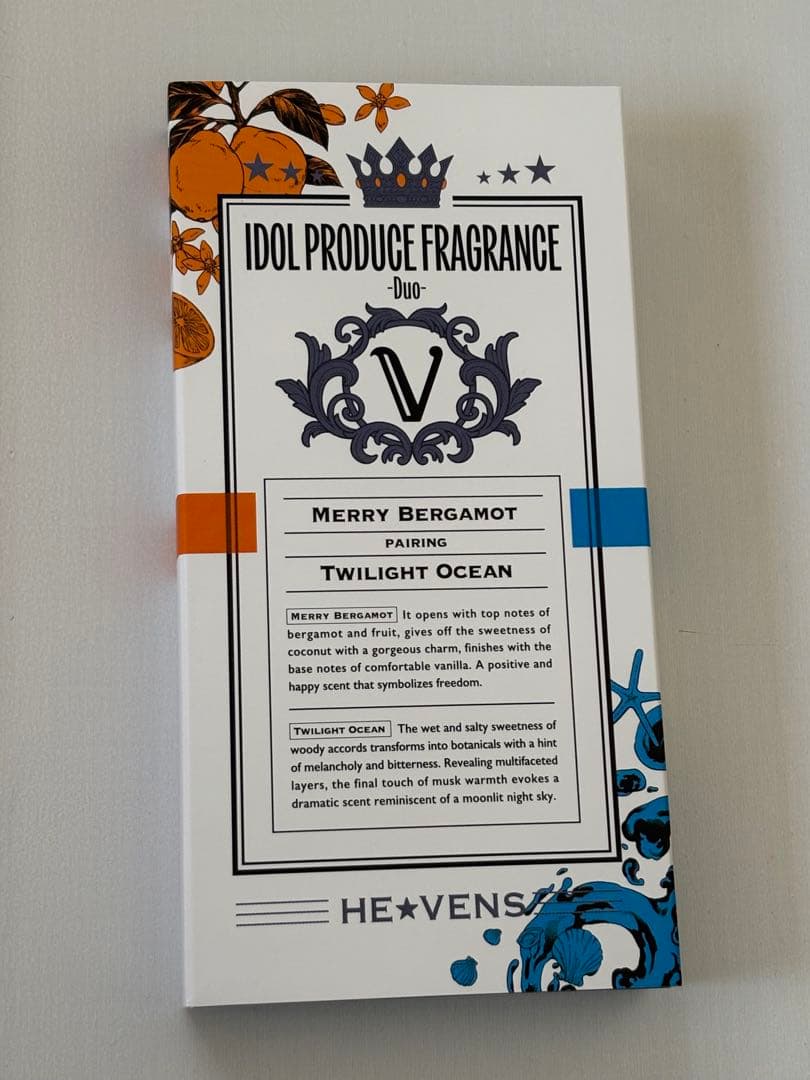 IDOL PRODUCE FRAGRANCE
-Duo-
V
MERRY BERGAMOT
PAIRING
TWILIGHT OCEAN
MERRY BERGAMOT It opens with top notes of
bergamot and fruit, gives off the sweetness of
coconut with a gorgeous charm, finishes with the
base notes of comfortable vanilla. A positive and
happy scent that symbolizes freedom.
TWILIGHT OCEAN The wet and salty sweetness of
woody accords transforms into botanicals with a hint
of melancholy and bitterness. Revealing multifaceted
layers, the final touch of musk warmth evokes a
dramatic scent reminiscent of a moonlit night sky.
HE★VENS